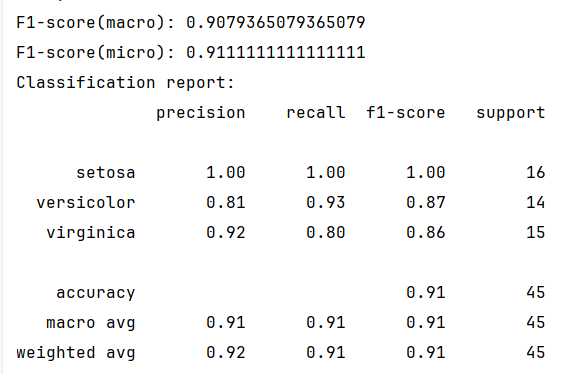 F1-score(macro): 0.9079365079365079
F1-score(micro): 0.9111111111111111
Classification report:
precision recall f1-score support
setosa 1.00 1.00 1.00 16
versicolor 0.81 0.93 0.87 14
virginica 0.92 0.80 0.86 15
accuracy 0.91 45
macro avg 0.91 0.91 0.91 45
weighted avg 0.92 0.91 0.91 45